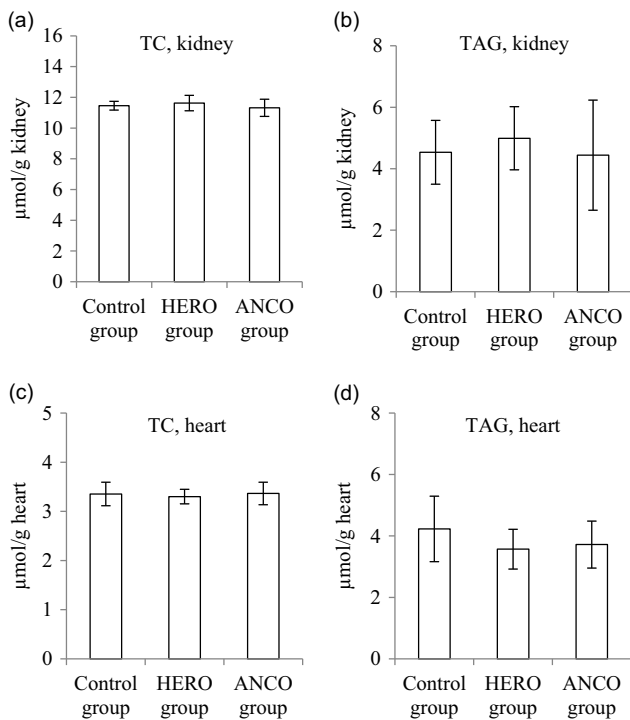 (a)
TC, kidney
µmol/g kidney
16
14
12
10
8
6
4
2
0
Control group
HERO group
ANCO group
(b)
TAG, kidney
µmol/g kidney
8
6
4
2
0
Control group
HERO group
ANCO group
(c)
TC, heart
µmol/g heart
5
4
3
2
1
0
Control group
HERO group
ANCO group
(d)
TAG, heart
µmol/g heart
8
6
4
2
0
Control group
HERO group
ANCO group